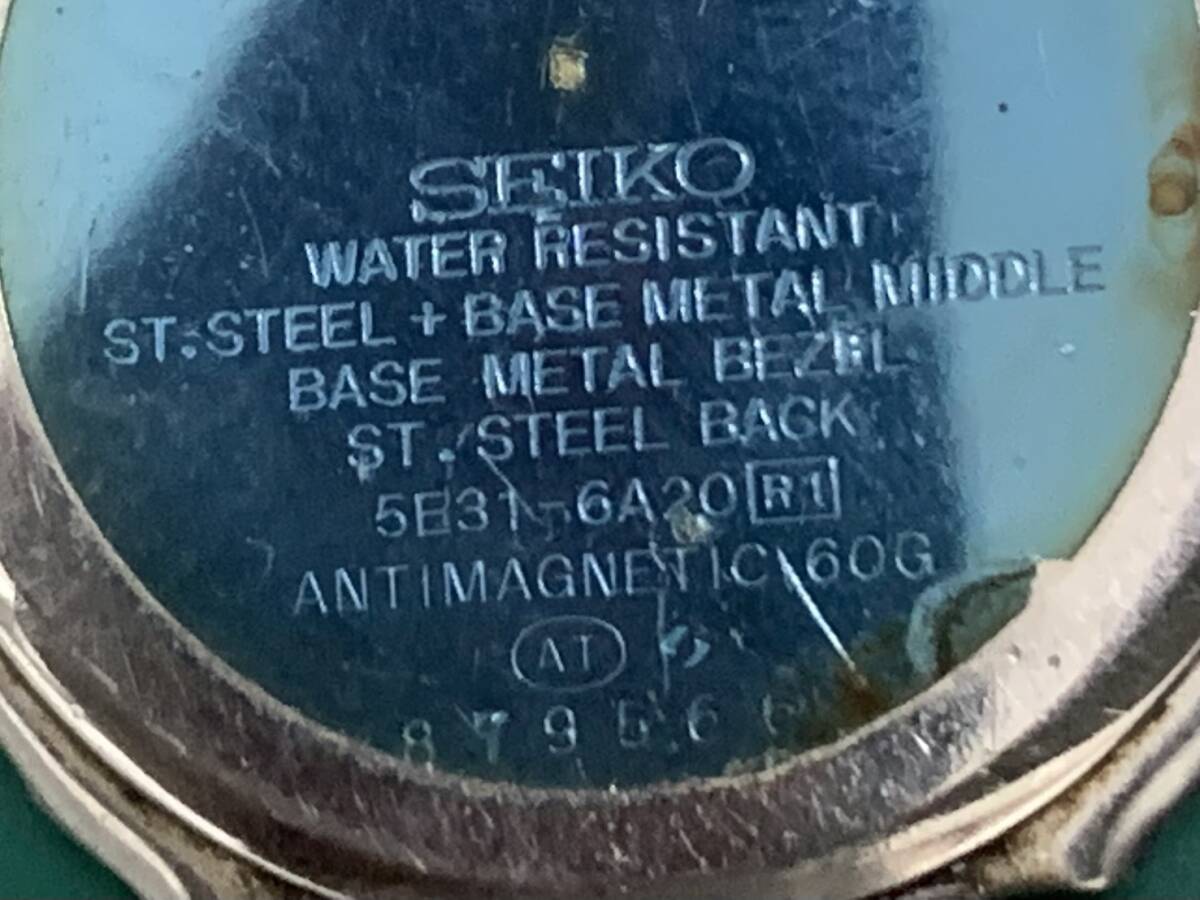 SEIKO
WATER RESISTANT
ST.STEEL + BASE METAL MIDDLE
BASE METAL BEZEL
ST. STEEL BACK
5E31-6A20 R1
ANTIMAGNETIC 60G
AT
879566